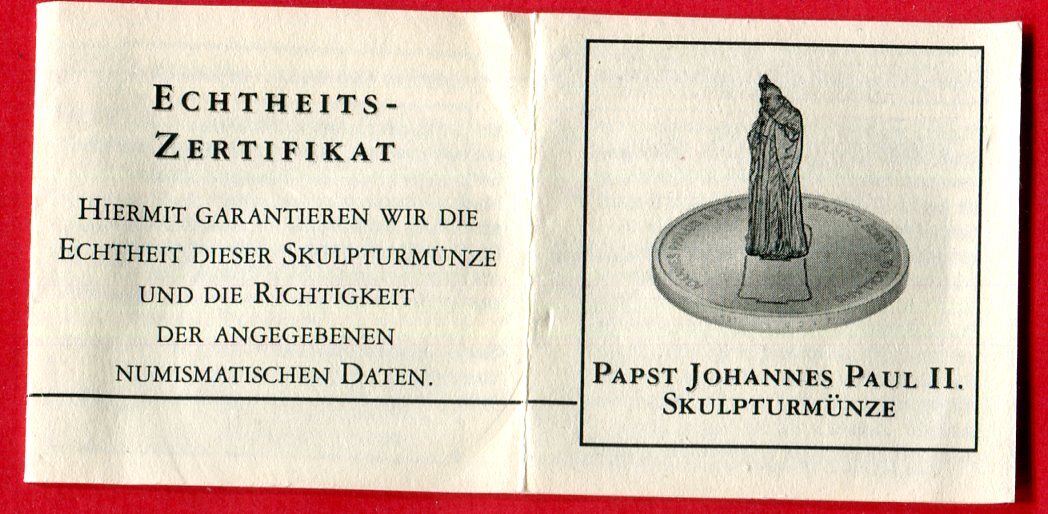 ECHTHEITS-
ZERTIFIKAT
HIERMIT GARANTIEREN WIR DIE
ECHTHEIT DIESER SKULPTURMÜNZE
UND DIE RICHTIGKEIT
DER ANGEGEBENEN
NUMISMATISCHEN DATEN.
PAPST JOHANNES PAUL II.
SKULPTURMÜNZE